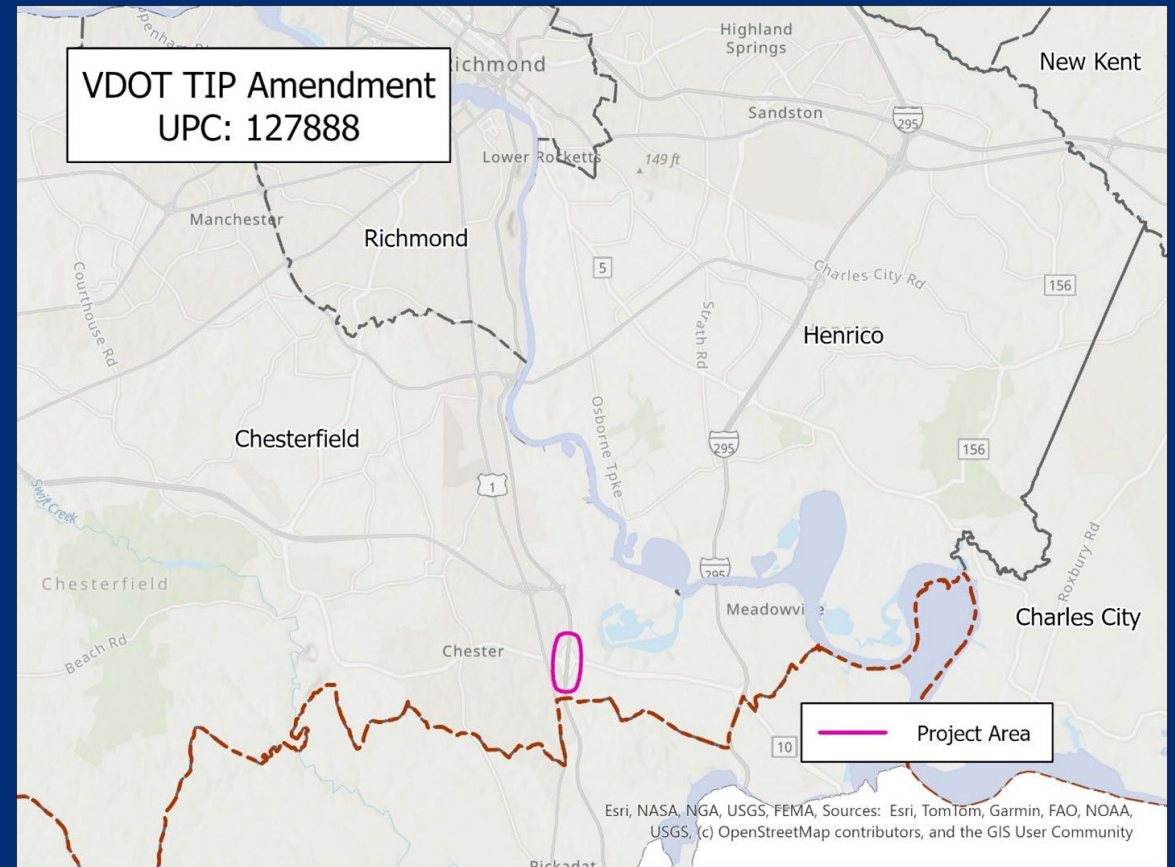 VDOT TIP Amendment
UPC: 127888
Highland
Springs
New Kent
Richmond
Sandston
295
Lower Rocketts
149 ft
Manchester
Richmond
5
Charles City Rd
156
Courthouse Rd
Strath Rd
Henrico
Osborne Tpke
Chesterfield
295
156
1
Swift Creek
Roxbury Rd
295
Chesterfield
Meadowville
Charles City
Beach Rd
Chester
Project Area
10
Esri, NASA, NGA, USGS, FEMA, Sources: Esri, TomTom, Garmin, FAO, NOAA,
USGS, (c) OpenStreetMap contributors, and the GIS User Community